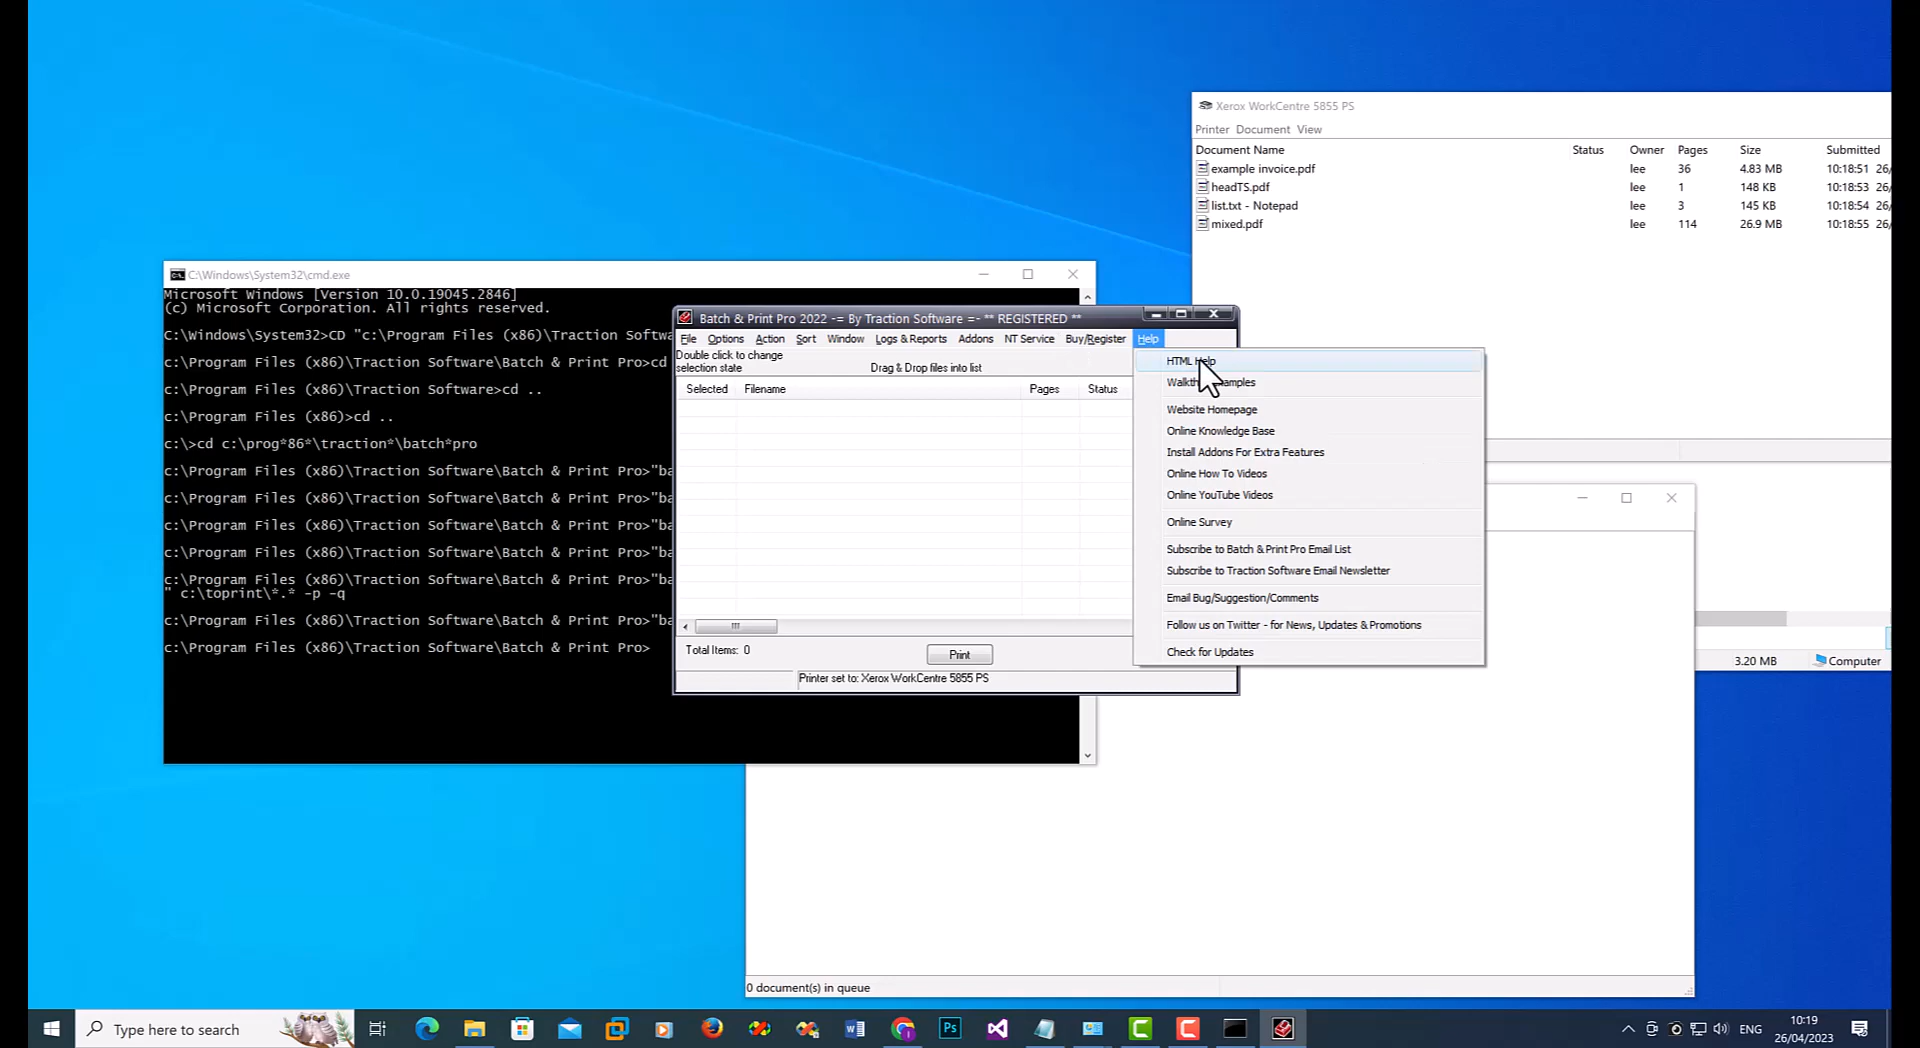 Xerox WorkCentre 5855 PS
Printer Document View
Document Name Status Owner Pages Size Submitted
example invoice.pdf lee 36 4.83 MB 10:18:51 26/
headTS.pdf lee 1 148 KB 10:18:53 26/
list.txt - Notepad lee 3 145 KB 10:18:54 26/
mixed.pdf lee 114 26.9 MB 10:18:55 26/
C:\Windows\System32\cmd.exe
Microsoft Windows [Version 10.0.19045.2846]
(c) Microsoft Corporation. All rights reserved.
C:\Windows\System32>CD "c:\Program Files (x86)\Traction Softwa
c:\Program Files (x86)\Traction Software\Batch & Print Pro>cd
c:\Program Files (x86)\Traction Software>cd ..
c:\Program Files (x86)>cd ..
c:\>cd c:\prog*86*\traction*\batch*pro
c:\Program Files (x86)\Traction Software\Batch & Print Pro>"ba
c:\Program Files (x86)\Traction Software\Batch & Print Pro>"ba
c:\Program Files (x86)\Traction Software\Batch & Print Pro>"ba
c:\Program Files (x86)\Traction Software\Batch & Print Pro>"ba
c:\Program Files (x86)\Traction Software\Batch & Print Pro>"ba
" c:\toprint\*.* -p -q
c:\Program Files (x86)\Traction Software\Batch & Print Pro>"ba
c:\Program Files (x86)\Traction Software\Batch & Print Pro>
Batch & Print Pro 2022 -= By Traction Software =- ** REGISTERED **
File Options Action Sort Window Logs & Reports Addons NT Service Buy/Register Help
Double click to change
selection state
Drag & Drop files into list
Selected Filename Pages Status
Total Items: 0
Print
Printer set to: Xerox WorkCentre 5855 PS
HTML Help
Website Homepage
Online Knowledge Base
Install Addons For Extra Features
Online How To Videos
Online YouTube Videos
Online Survey
Subscribe to Batch & Print Pro Email List
Subscribe to Traction Software Email Newsletter
Email Bug/Suggestion/Comments
Follow us on Twitter - for News, Updates & Promotions
Check for Updates
3.20 MB Computer
0 document(s) in queue
Type here to search
Ps
ENG
10:19
26/04/2023